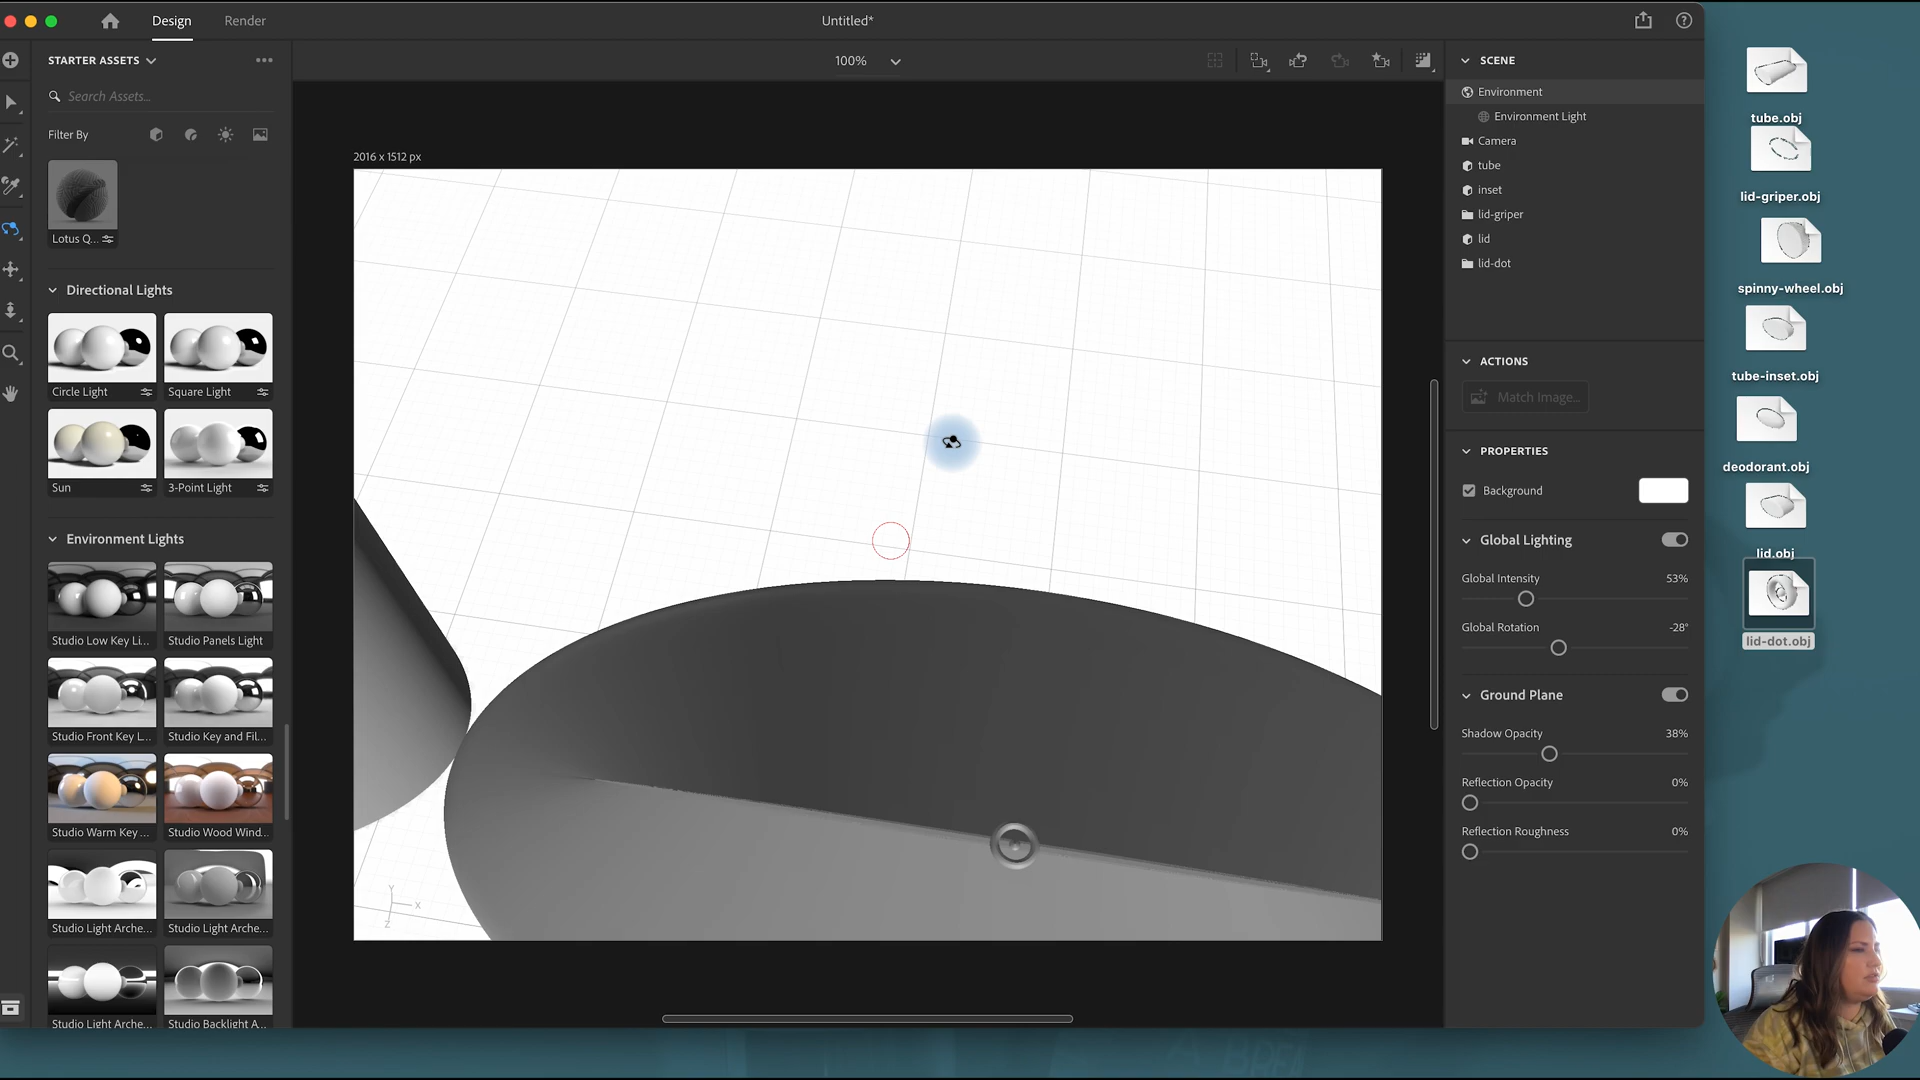 Design
Render
Untitled*
STARTER ASSETS
Search Assets...
Filter By
Lotus Q...
Directional Lights
Circle Light
Square Light
Sun
3-Point Light
Environment Lights
Studio Low Key Li...
Studio Panels Light
Studio Front Key L...
Studio Key and Fil...
Studio Warm Key ...
Studio Wood Wind...
Studio Light Arche...
Studio Light Arche...
Studio Light Arche...
Studio Backlight A...
100%
2016 x 1512 px
Y
X
Z
SCENE
Environment
Environment Light
Camera
tube
inset
lid-griper
lid
lid-dot
ACTIONS
Match Image...
PROPERTIES
Background
Global Lighting
Global Intensity
53%
Global Rotation
-28°
Ground Plane
Shadow Opacity
38%
Reflection Opacity
0%
Reflection Roughness
0%
tube.obj
lid-griper.obj
spinny-wheel.obj
tube-inset.obj
deodorant.obj
lid.obj
lid-dot.obj